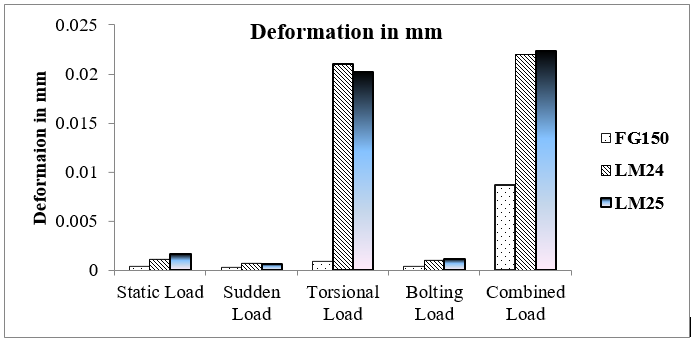 Deformation in mm
Deformaion in mm
0.025
0.02
0.015
0.01
0.005
0
Static Load
Sudden
Load
Torsional
Load
Bolting
Load
Combined
Load
FG150
LM24
LM25